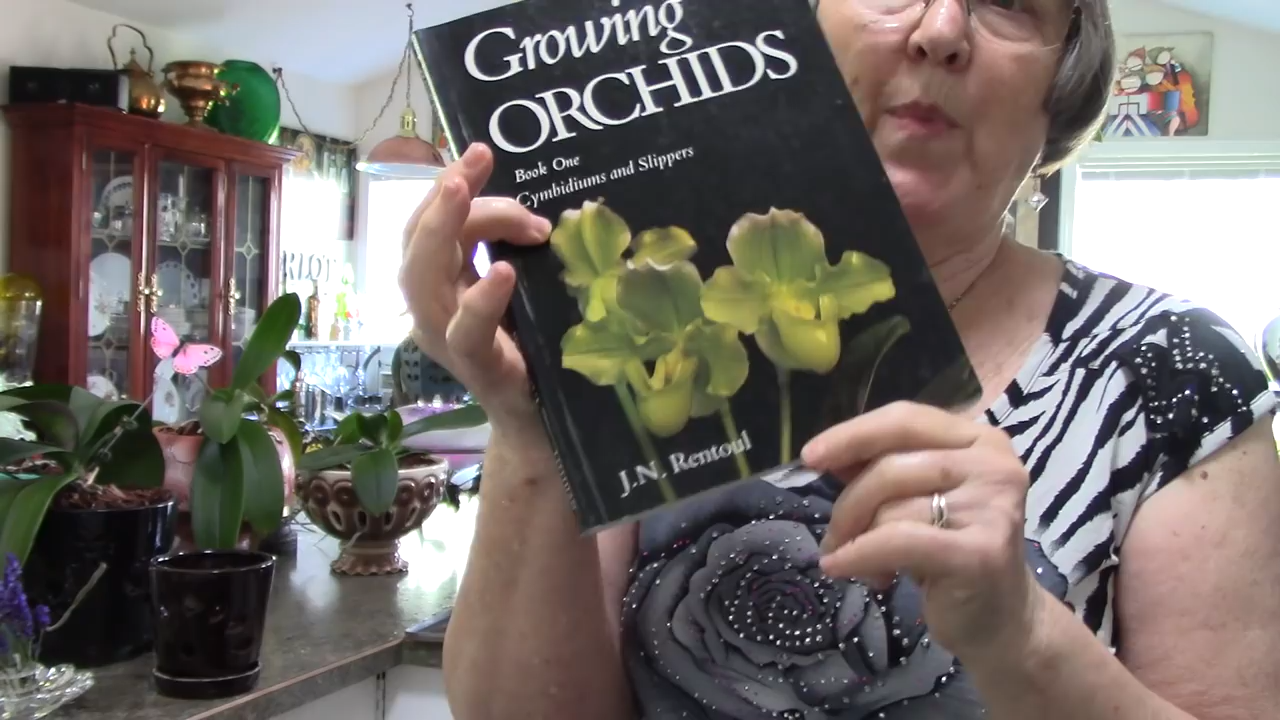 Growing
ORCHIDS
Book One
Cymbidiums and Slippers
J.N. Rentoul